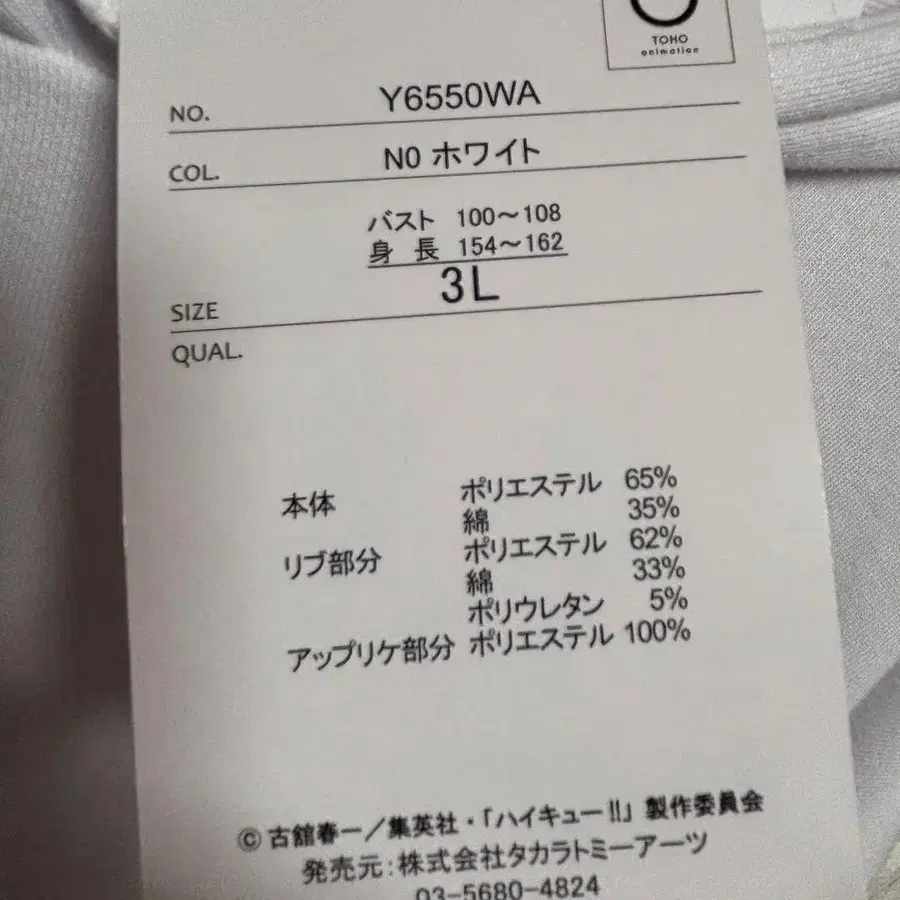 TOHO
animation
NO. Y6550WA
COL. N0 ホワイト
バスト 100～108
身 長 154～162
SIZE 3L
QUAL.
本体 ポリエステル 65%
綿 35%
リブ部分 ポリエステル 62%
綿 33%
ポリウレタン 5%
アップリケ部分 ポリエステル 100%
©古舘春一／集英社・「ハイキュー!!」製作委員会
発売元：株式会社タカラトミーアーツ
03-5680-4824